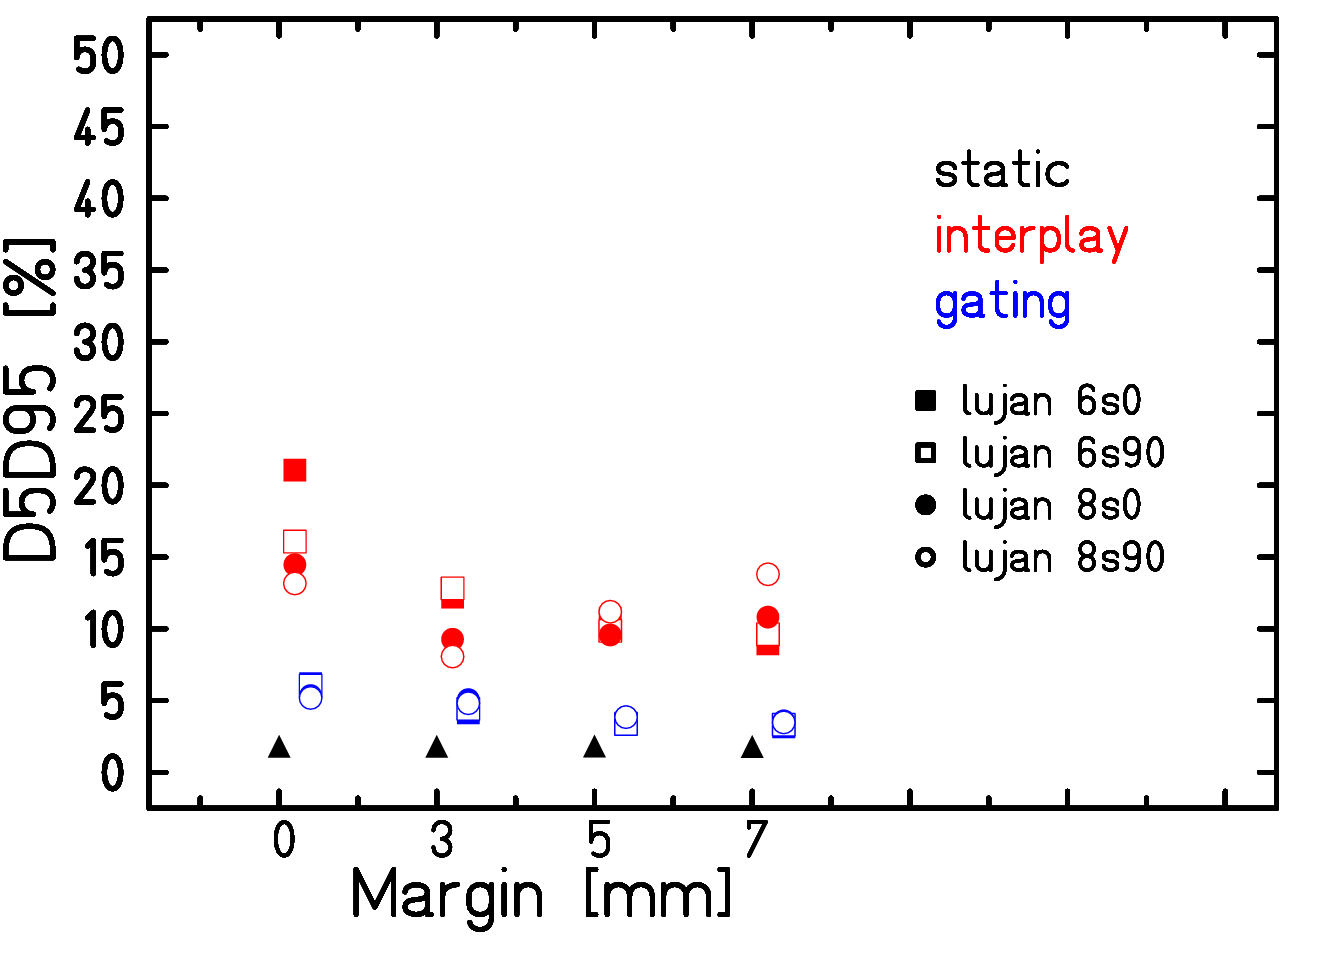 50
45
40
35
30
25
20
15
10
5
0
D5D95 [%]
static
interplay
gating
lujan 6s0
lujan 6s90
lujan 8s0
lujan 8s90
0 3 5 7
Margin [mm]